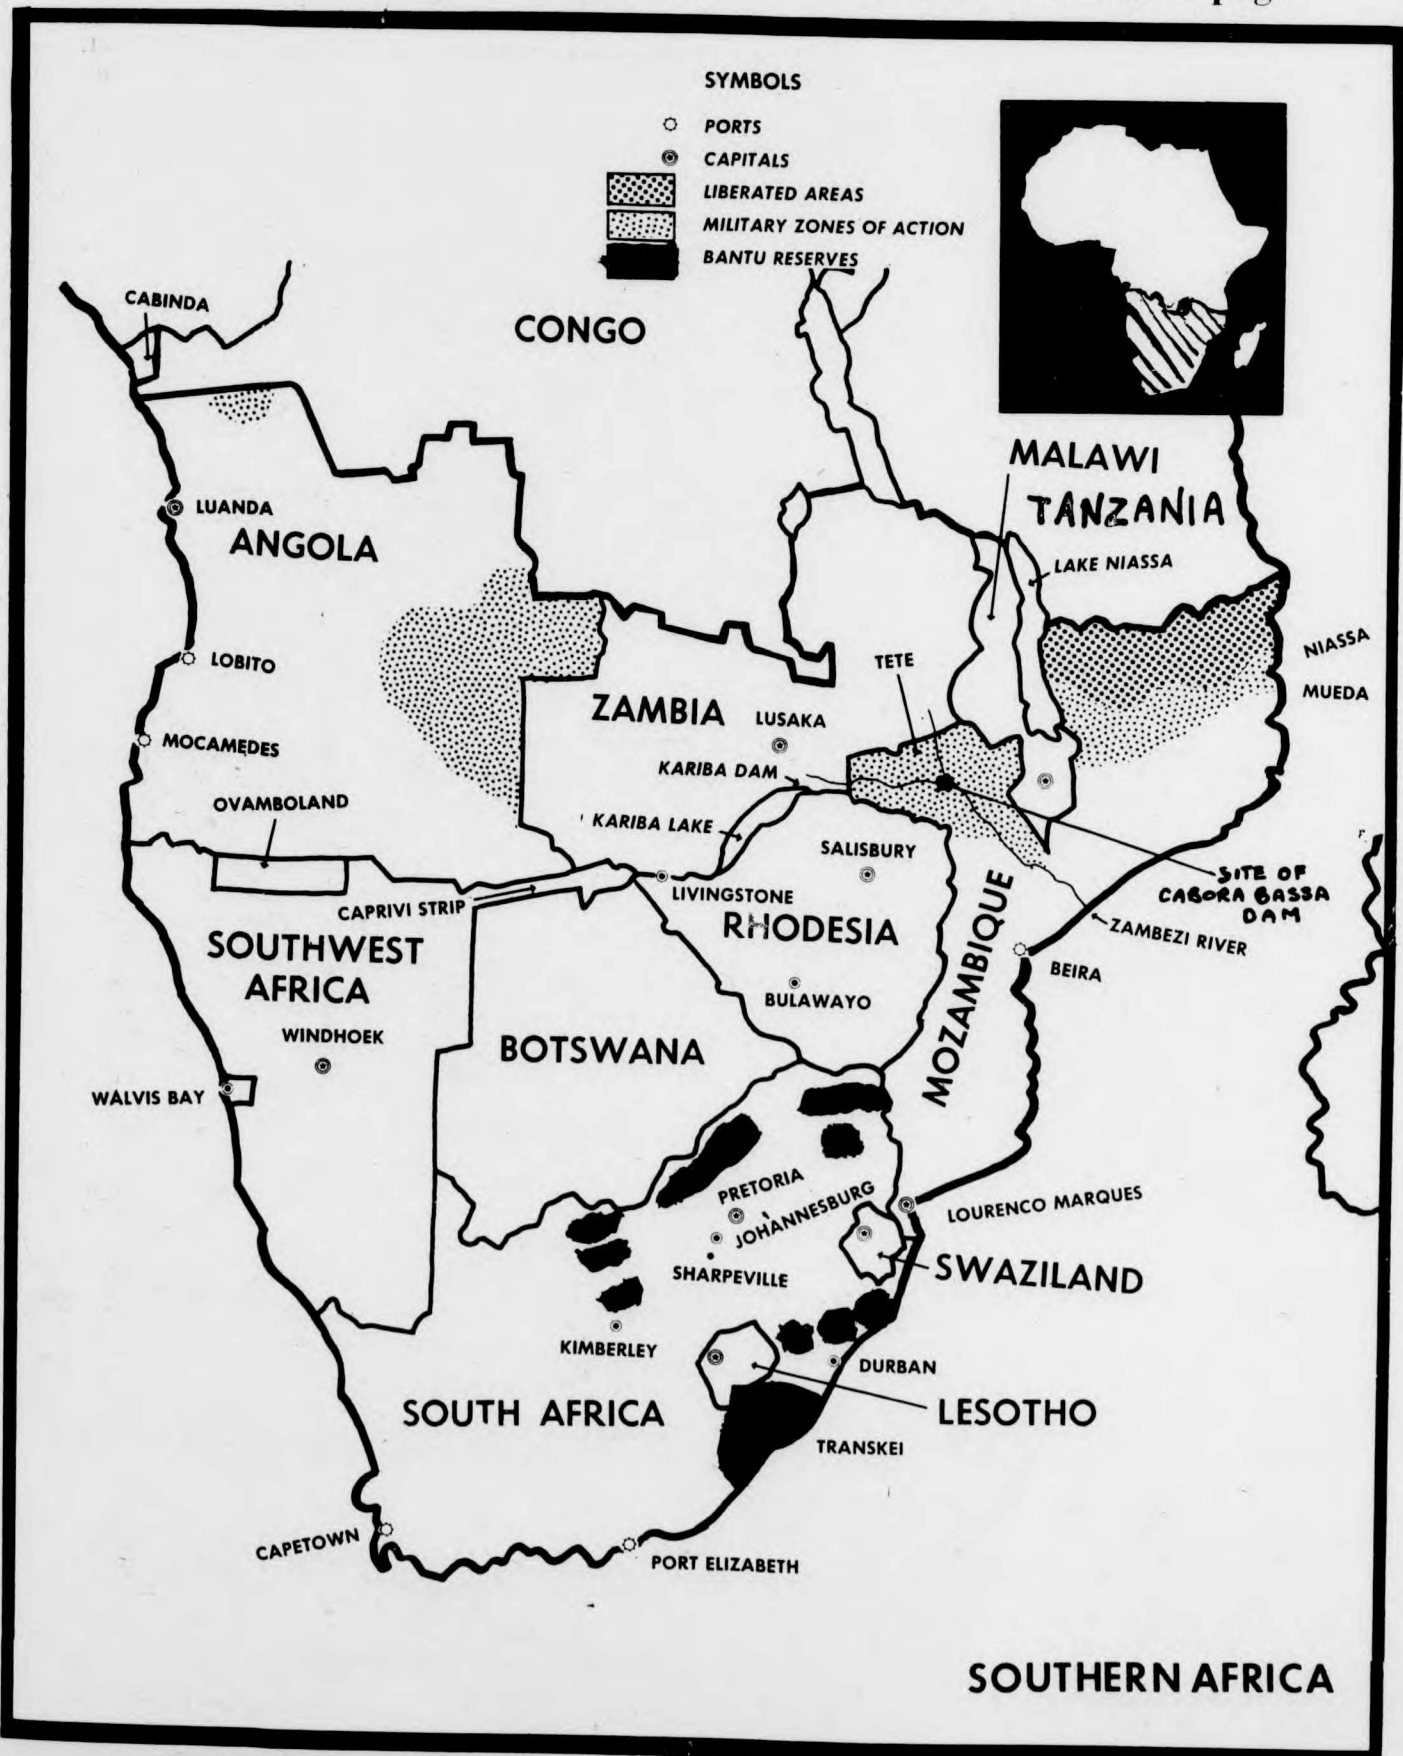 SYMBOLS
PORTS
CAPITALS
LIBERATED AREAS
MILITARY ZONES OF ACTION
BANTU RESERVES
CABINDA
CONGO
MALAWI
TANZANIA
LUANDA
ANGOLA
LAKE NIASSA
LOBITO
TETE
NIASSA
MUEDA
ZAMBIA
LUSAKA
MOCAMEDES
KARIBA DAM
OVAMBOLAND
KARIBA LAKE
SALISBURY
SITE OF
CABORA BASSA
DAM
LIVINGSTONE
CAPRIVI STRIP
RHODESIA
ZAMBEZI RIVER
SOUTHWEST
AFRICA
MOZAMBIQUE
BEIRA
BULAWAYO
WINDHOEK
BOTSWANA
WALVIS BAY
PRETORIA
JOHANNESBURG
LOURENCO MARQUES
SHARPEVILLE
SWAZILAND
KIMBERLEY
DURBAN
SOUTH AFRICA
LESOTHO
TRANSKEI
CAPETOWN
PORT ELIZABETH
SOUTHERN AFRICA